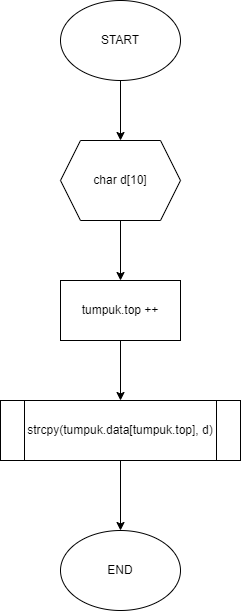 START
char d[10]
tumpuk.top ++
strcpy(tumpuk.data[tumpuk.top], d)
END